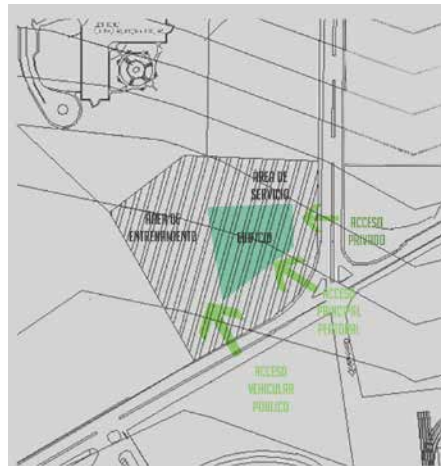 AREA DE
SERVICIO
AREA DE
ENTRENAMIENTO
EDIFICIO
ACCESO
PRIVADO
ACCESO
PRINCIPAL
PEATONAL
ACCESO
VEHICULAR
PUBLICO